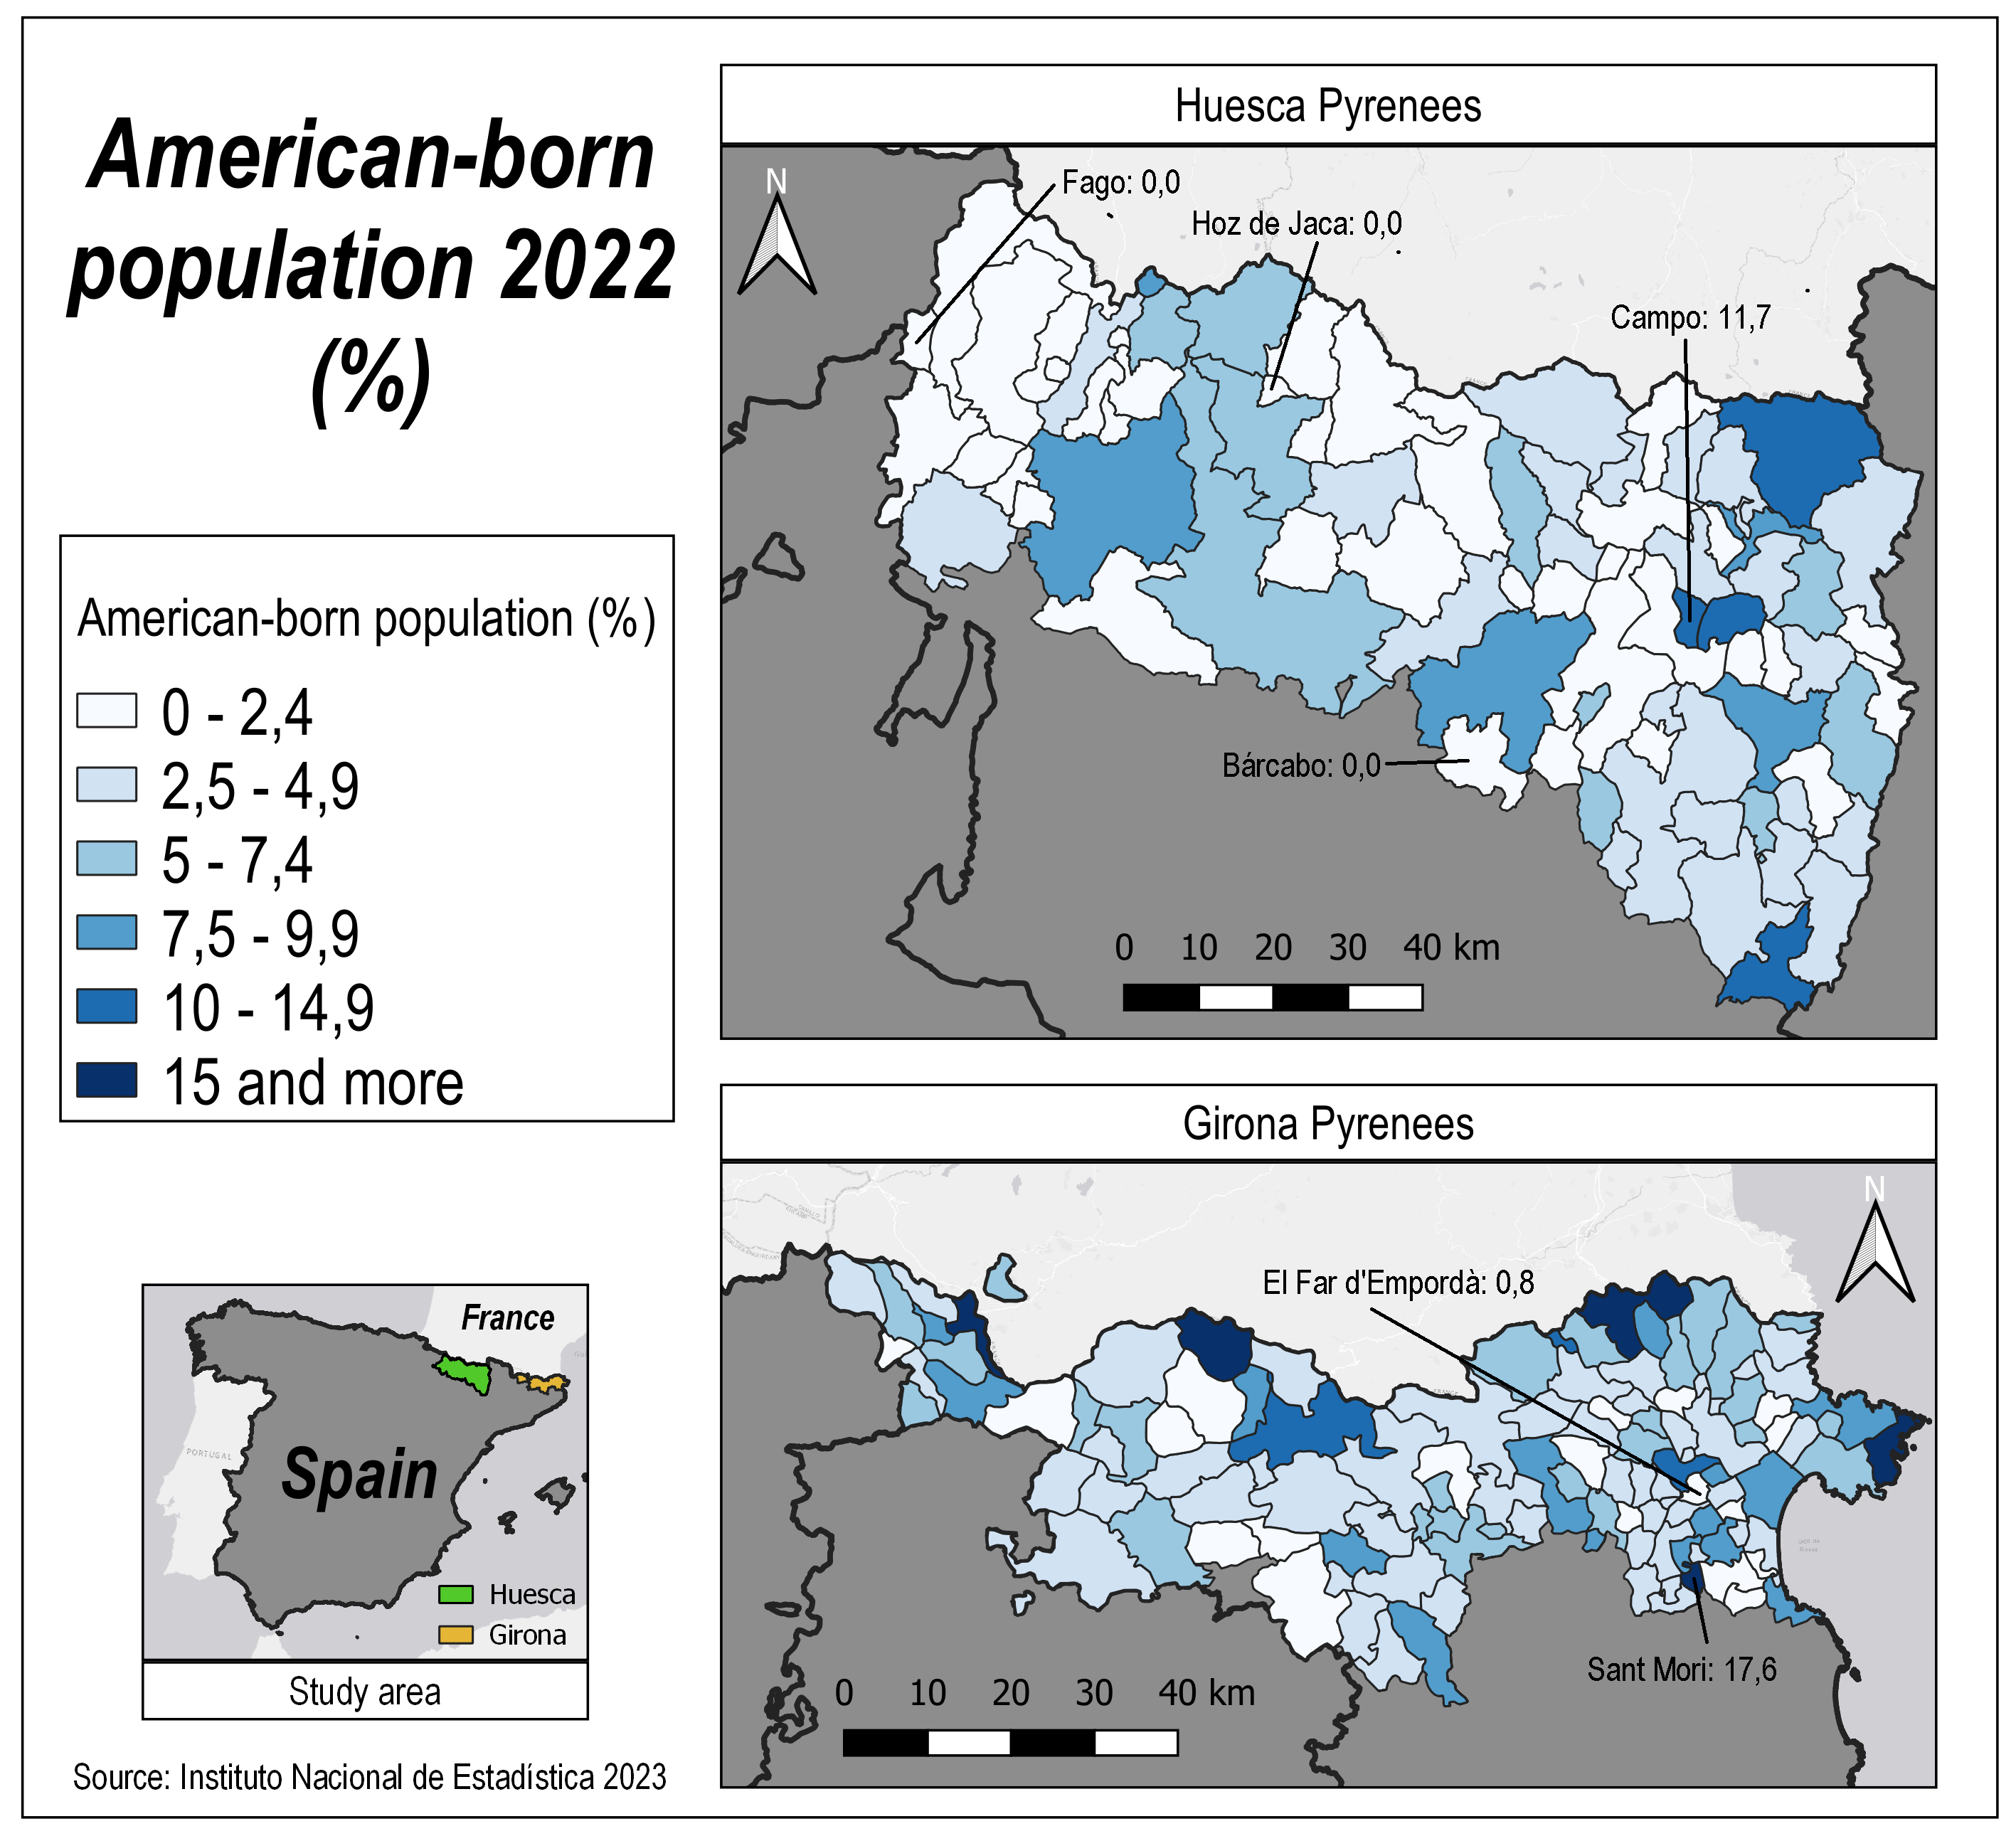 American-born
population 2022
(%)
American-born population (%)
0 - 2,4
2,5 - 4,9
5 - 7,4
7,5 - 9,9
10 - 14,9
15 and more
France
PORTUGAL
Spain
Huesca
Girona
Study area
Source: Instituto Nacional de Estadística 2023
Huesca Pyrenees
N
Fago: 0,0
Hoz de Jaca: 0,0
Campo: 11,7
Bárcabo: 0,0
0 10 20 30 40 km
Girona Pyrenees
N
El Far d'Empordà: 0,8
Sant Mori: 17,6
0 10 20 30 40 km